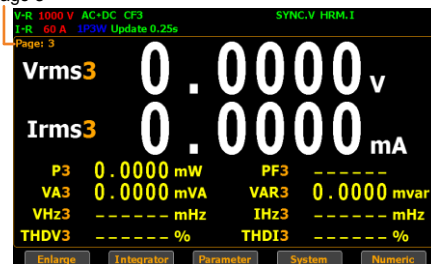 V-R 1000 V AC+DC CF3 SYNC.V HRM.I
I-R 60 A 1P3W Update 0.25s
Page: 3
Vrms3 0.0000 V
Irms3 0.0000 mA
P3 0.0000 mW PF3 ------
VA3 0.0000 mVA VAR3 0.0000 mvar
VHz3 ------ mHz IHz3 ------ mHz
THDV3 ------ % THDI3 ------ %
Enlarge Integrator Parameter System Numeric